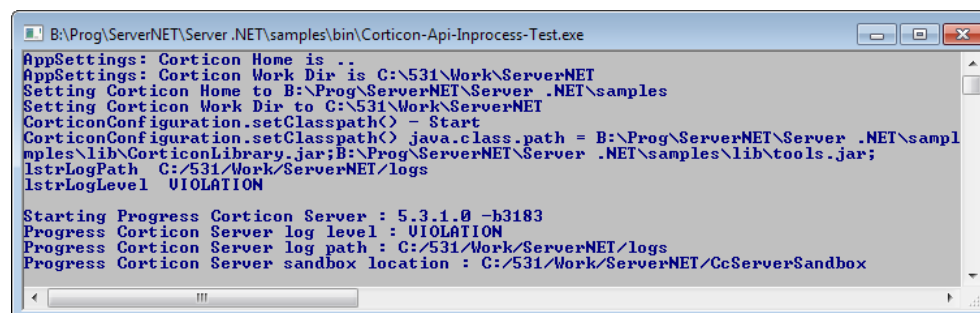 B:\Prog\ServerNET\Server .NET\samples\bin\Corticon-Api-Inprocess-Test.exe
AppSettings: Corticon Home is ..
AppSettings: Corticon Work Dir is C:\531\Work\ServerNET
Setting Corticon Home to B:\Prog\ServerNET\Server .NET\samples
Setting Corticon Work Dir to C:\531\Work\ServerNET
CorticonConfiguration.setClasspath() - Start
CorticonConfiguration.setClasspath() java.class.path = B:\Prog\ServerNET\Server .NET\sampl
mples\lib\CorticonLibrary.jar;B:\Prog\ServerNET\Server .NET\samples\lib\tools.jar;
lstrLogPath  C:/531/Work/ServerNET/logs
lstrLogLevel  VIOLATION
Starting Progress Corticon Server : 5.3.1.0 -b3183
Progress Corticon Server log level : VIOLATION
Progress Corticon Server log path : C:/531/Work/ServerNET/logs
Progress Corticon Server sandbox location : C:/531/Work/ServerNET/CcServerSandbox